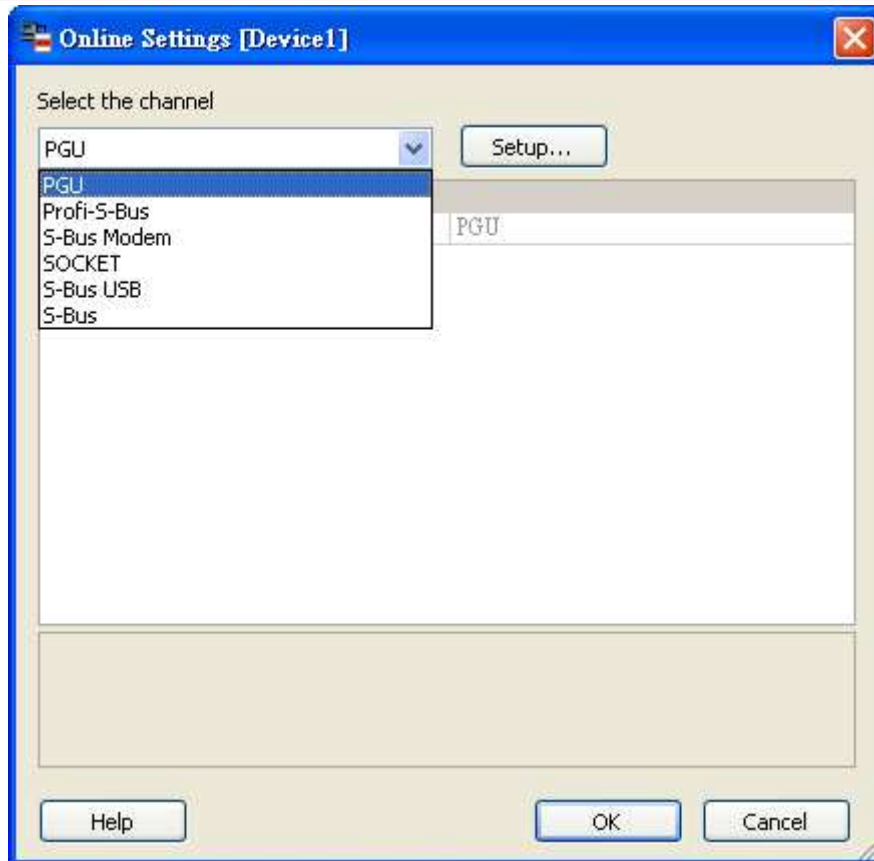 Online Settings [Device1]
Select the channel
PGU
Setup...
PGU
Profi-S-Bus
S-Bus Modem
SOCKET
S-Bus USB
S-Bus
PGU
Help
OK
Cancel